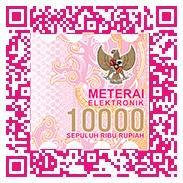 METERAI
ELEKTRONIK
10000
SEPULUH RIBU RUPIAH